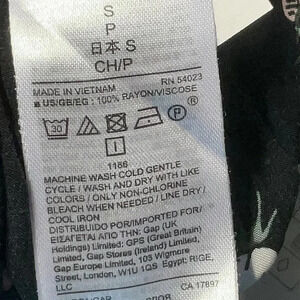 S
P
日本 S
CH/P
MADE IN VIETNAM RN 54023
US/GB/EG : 100% RAYON/VISCOSE
30 P
I
1156
MACHINE WASH COLD GENTLE
CYCLE / WASH AND DRY WITH LIKE
COLORS / ONLY NON-CHLORINE
BLEACH WHEN NEEDED / LINE DRY /
COOL IRON
DISTRIBUIDO POR/IMPORTED FOR/
ΕΙΣΑΓΕΤΑΙ ΑΠΟ ΤΗΝ: Gap (UK
Holdings) Limited; GPS (Great Britain)
Limited, Gap Stores (Ireland) Limited,
Gap Europe Limited, 103 Wigmore
Street, London, W1U 1QS Egypt: RIGE,
LLC
CA 17897